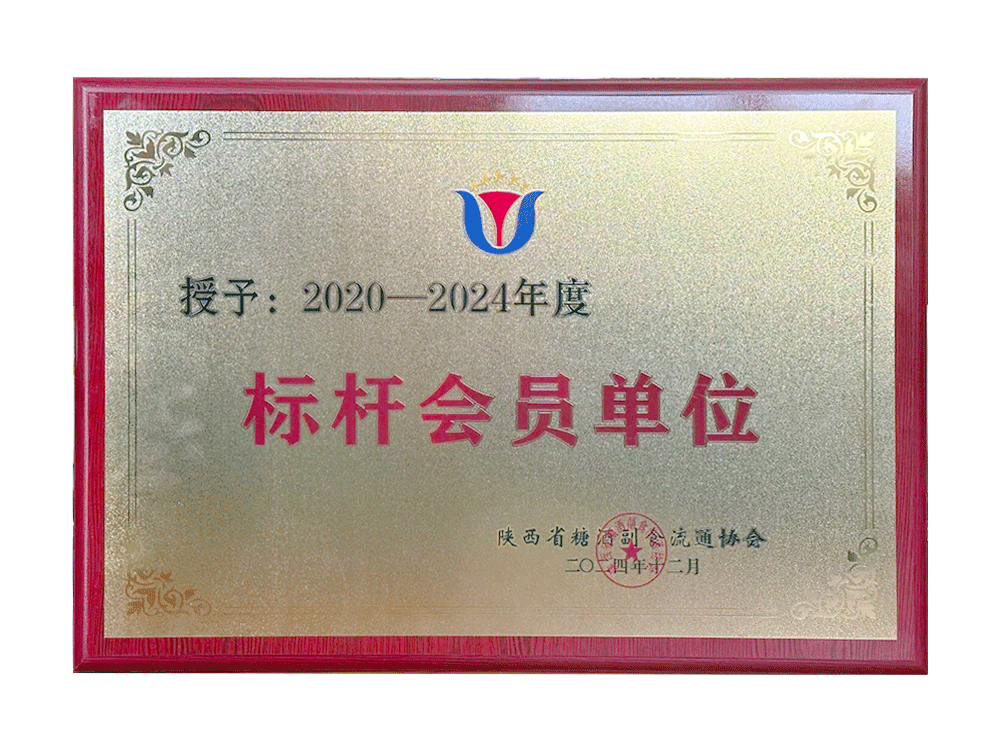 授予：2020—2024年度
标杆会员单位
陕西省糖酒副食流通协会
二〇二四年十二月